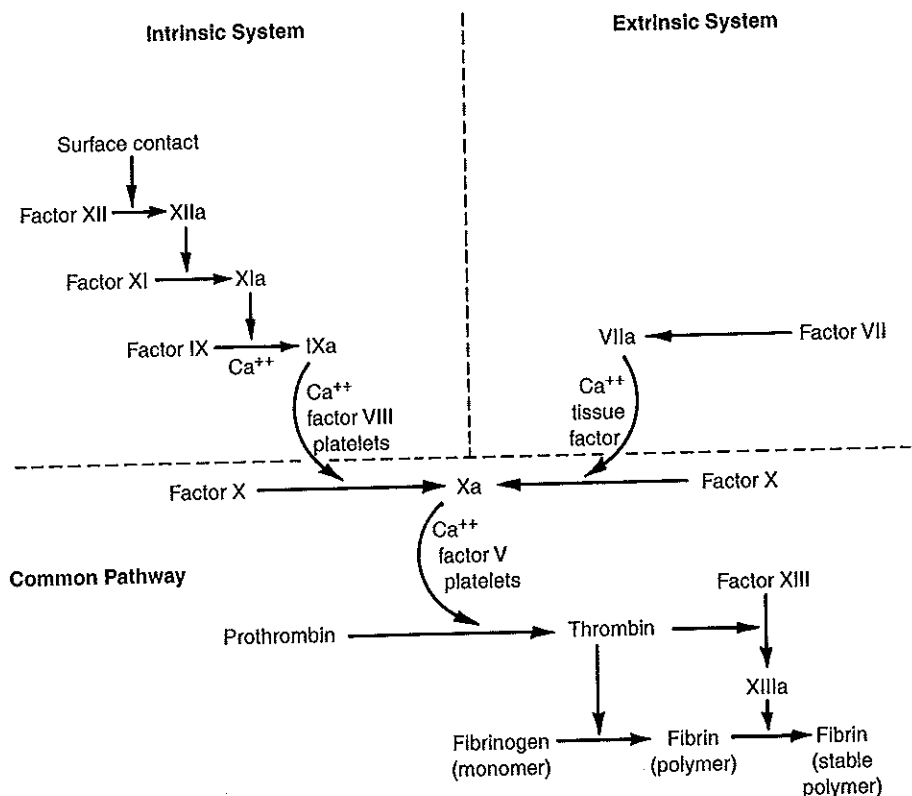 Intrinsic System
Extrinsic System
Surface contact
Factor XII
XIIa
Factor XI
XIa
Factor IX
Ca++
IXa
VIIa
Factor VII
Ca++
factor VIII
platelets
Ca++
tissue
factor
Factor X
Xa
Factor X
Ca++
factor V
platelets
Common Pathway
Factor XIII
Prothrombin
Thrombin
XIIIa
Fibrinogen
(monomer)
Fibrin
(polymer)
Fibrin
(stable
polymer)